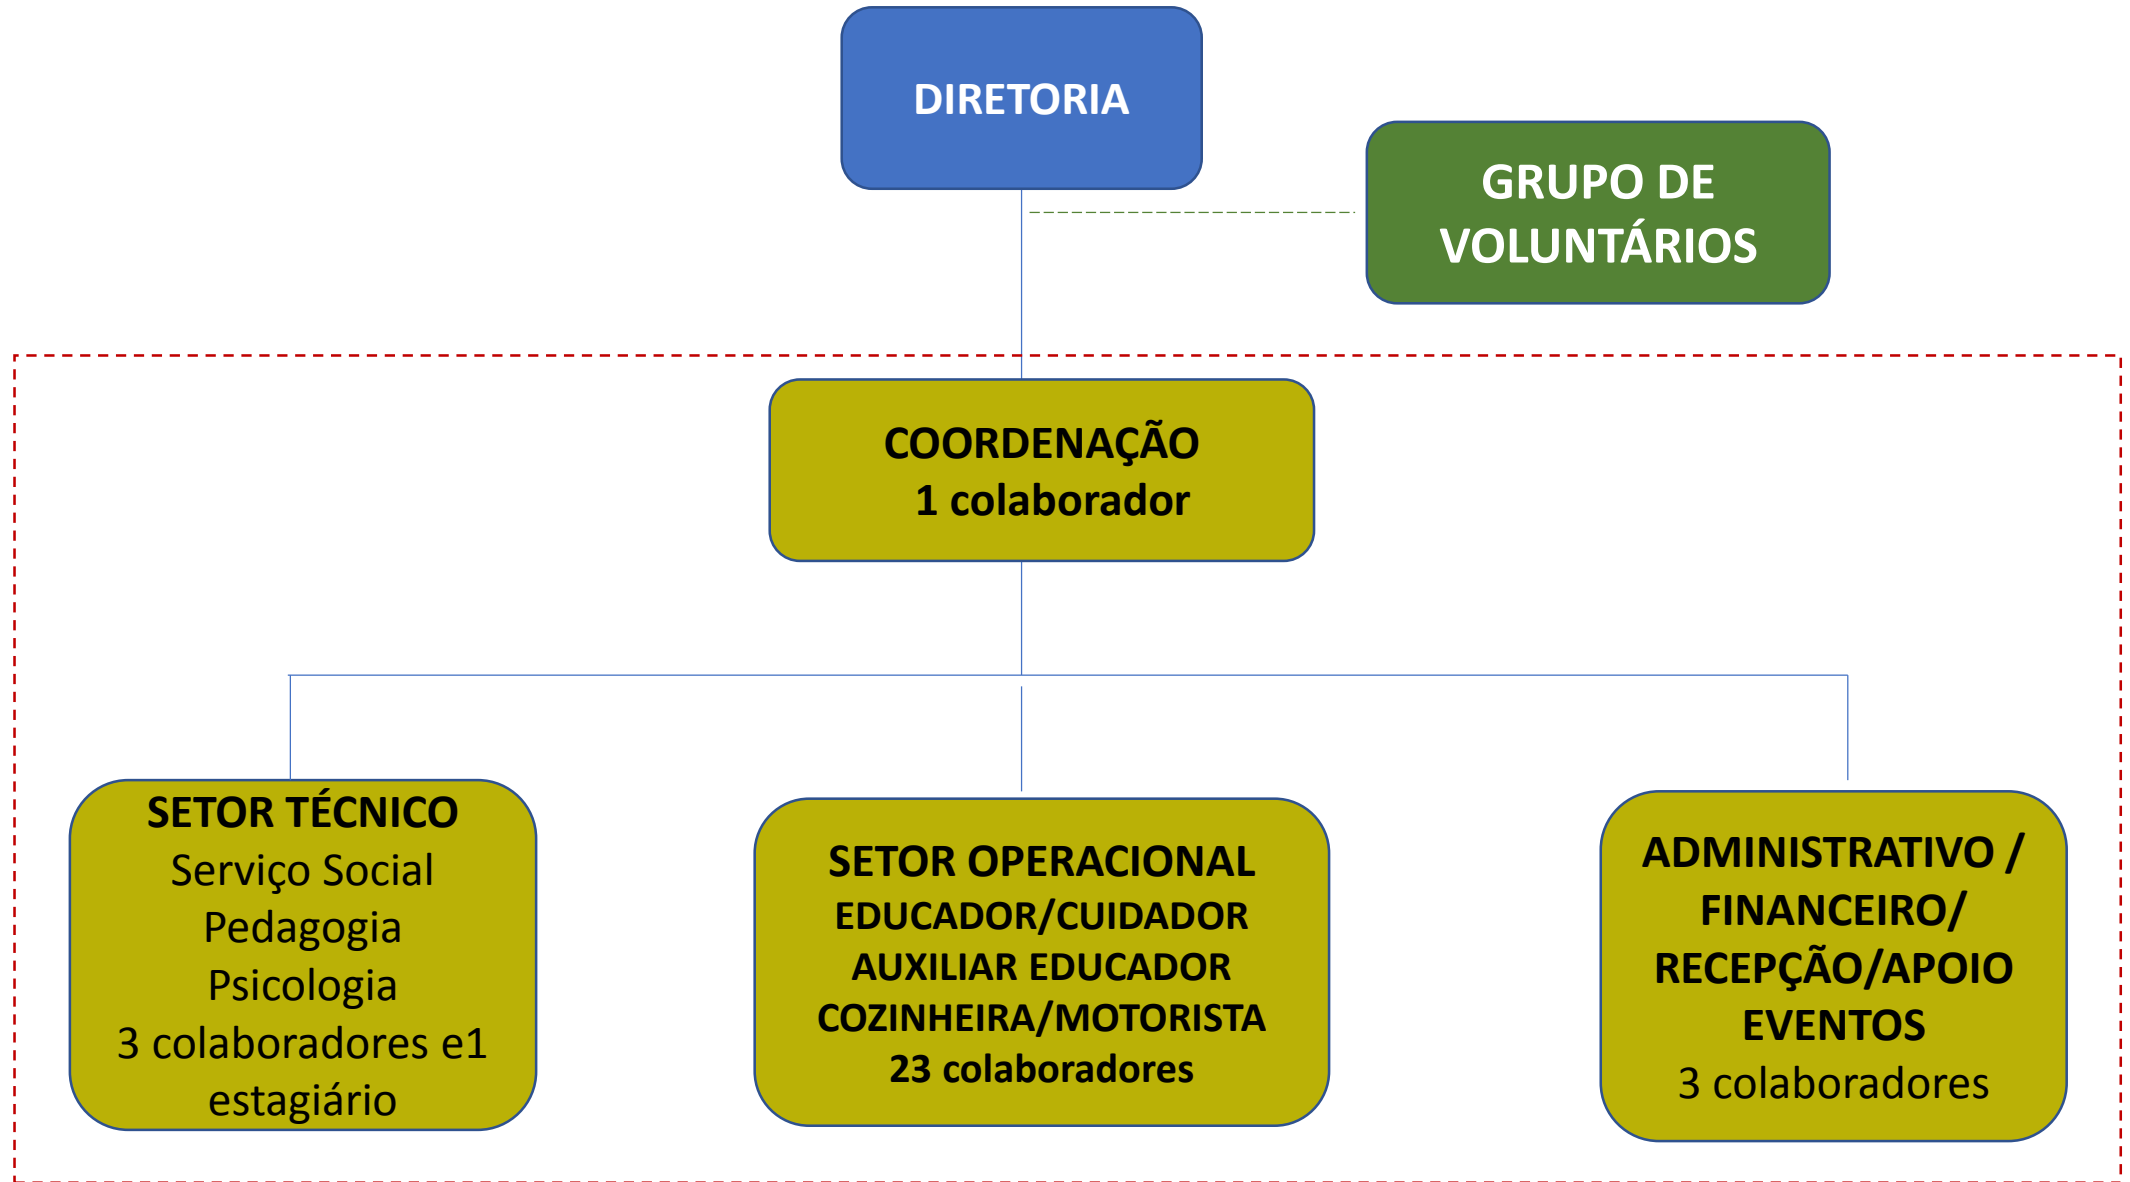 DIRETORIA
GRUPO DE
VOLUNTÁRIOS
COORDENAÇÃO
1 colaborador
SETOR TÉCNICO
Serviço Social
Pedagogia
Psicologia
3 colaboradores e1
estagiário
SETOR OPERACIONAL
EDUCADOR/CUIDADOR
AUXILIAR EDUCADOR
COZINHEIRA/MOTORISTA
23 colaboradores
ADMINISTRATIVO /
FINANCEIRO/
RECEPÇÃO/APOIO
EVENTOS
3 colaboradores